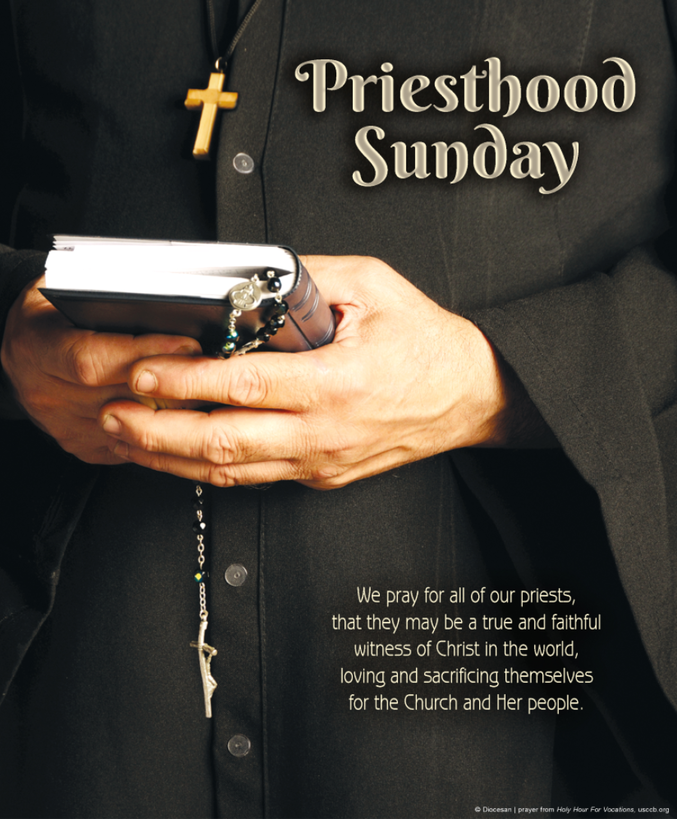 Priesthood
Sunday
We pray for all of our priests,
that they may be a true and faithful
witness of Christ in the world,
loving and sacrificing themselves
for the Church and Her people.
© Diocesan | prayer from Holy Hour For Vocations, usccb.org